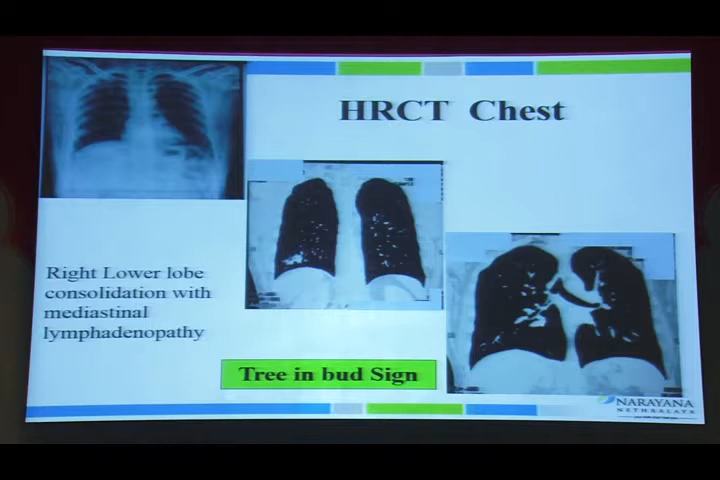 HRCT Chest
Right Lower lobe
consolidation with
mediastinal
lymphadenopathy
Tree in bud Sign
NARAYANA
NETHRALAYA